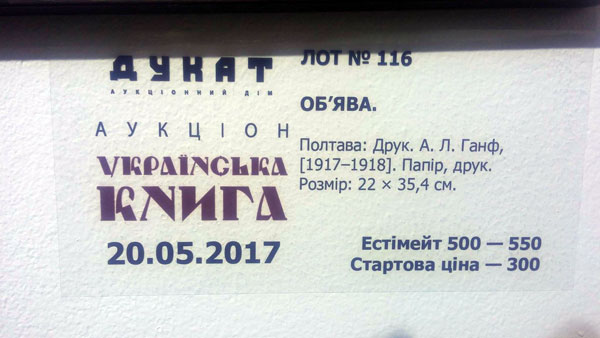 ДУКАТ
АУКЦІОННИЙ ДІМ
АУКЦІОН
УКРАЇНСЬКА
КНИГА
20.05.2017
ЛОТ № 116
ОБ’ЯВА.
Полтава: Друк. А. Л. Ганф,
[1917–1918]. Папір, друк.
Розмір: 22 × 35,4 см.
Естімейт 500 — 550
Стартова ціна — 300